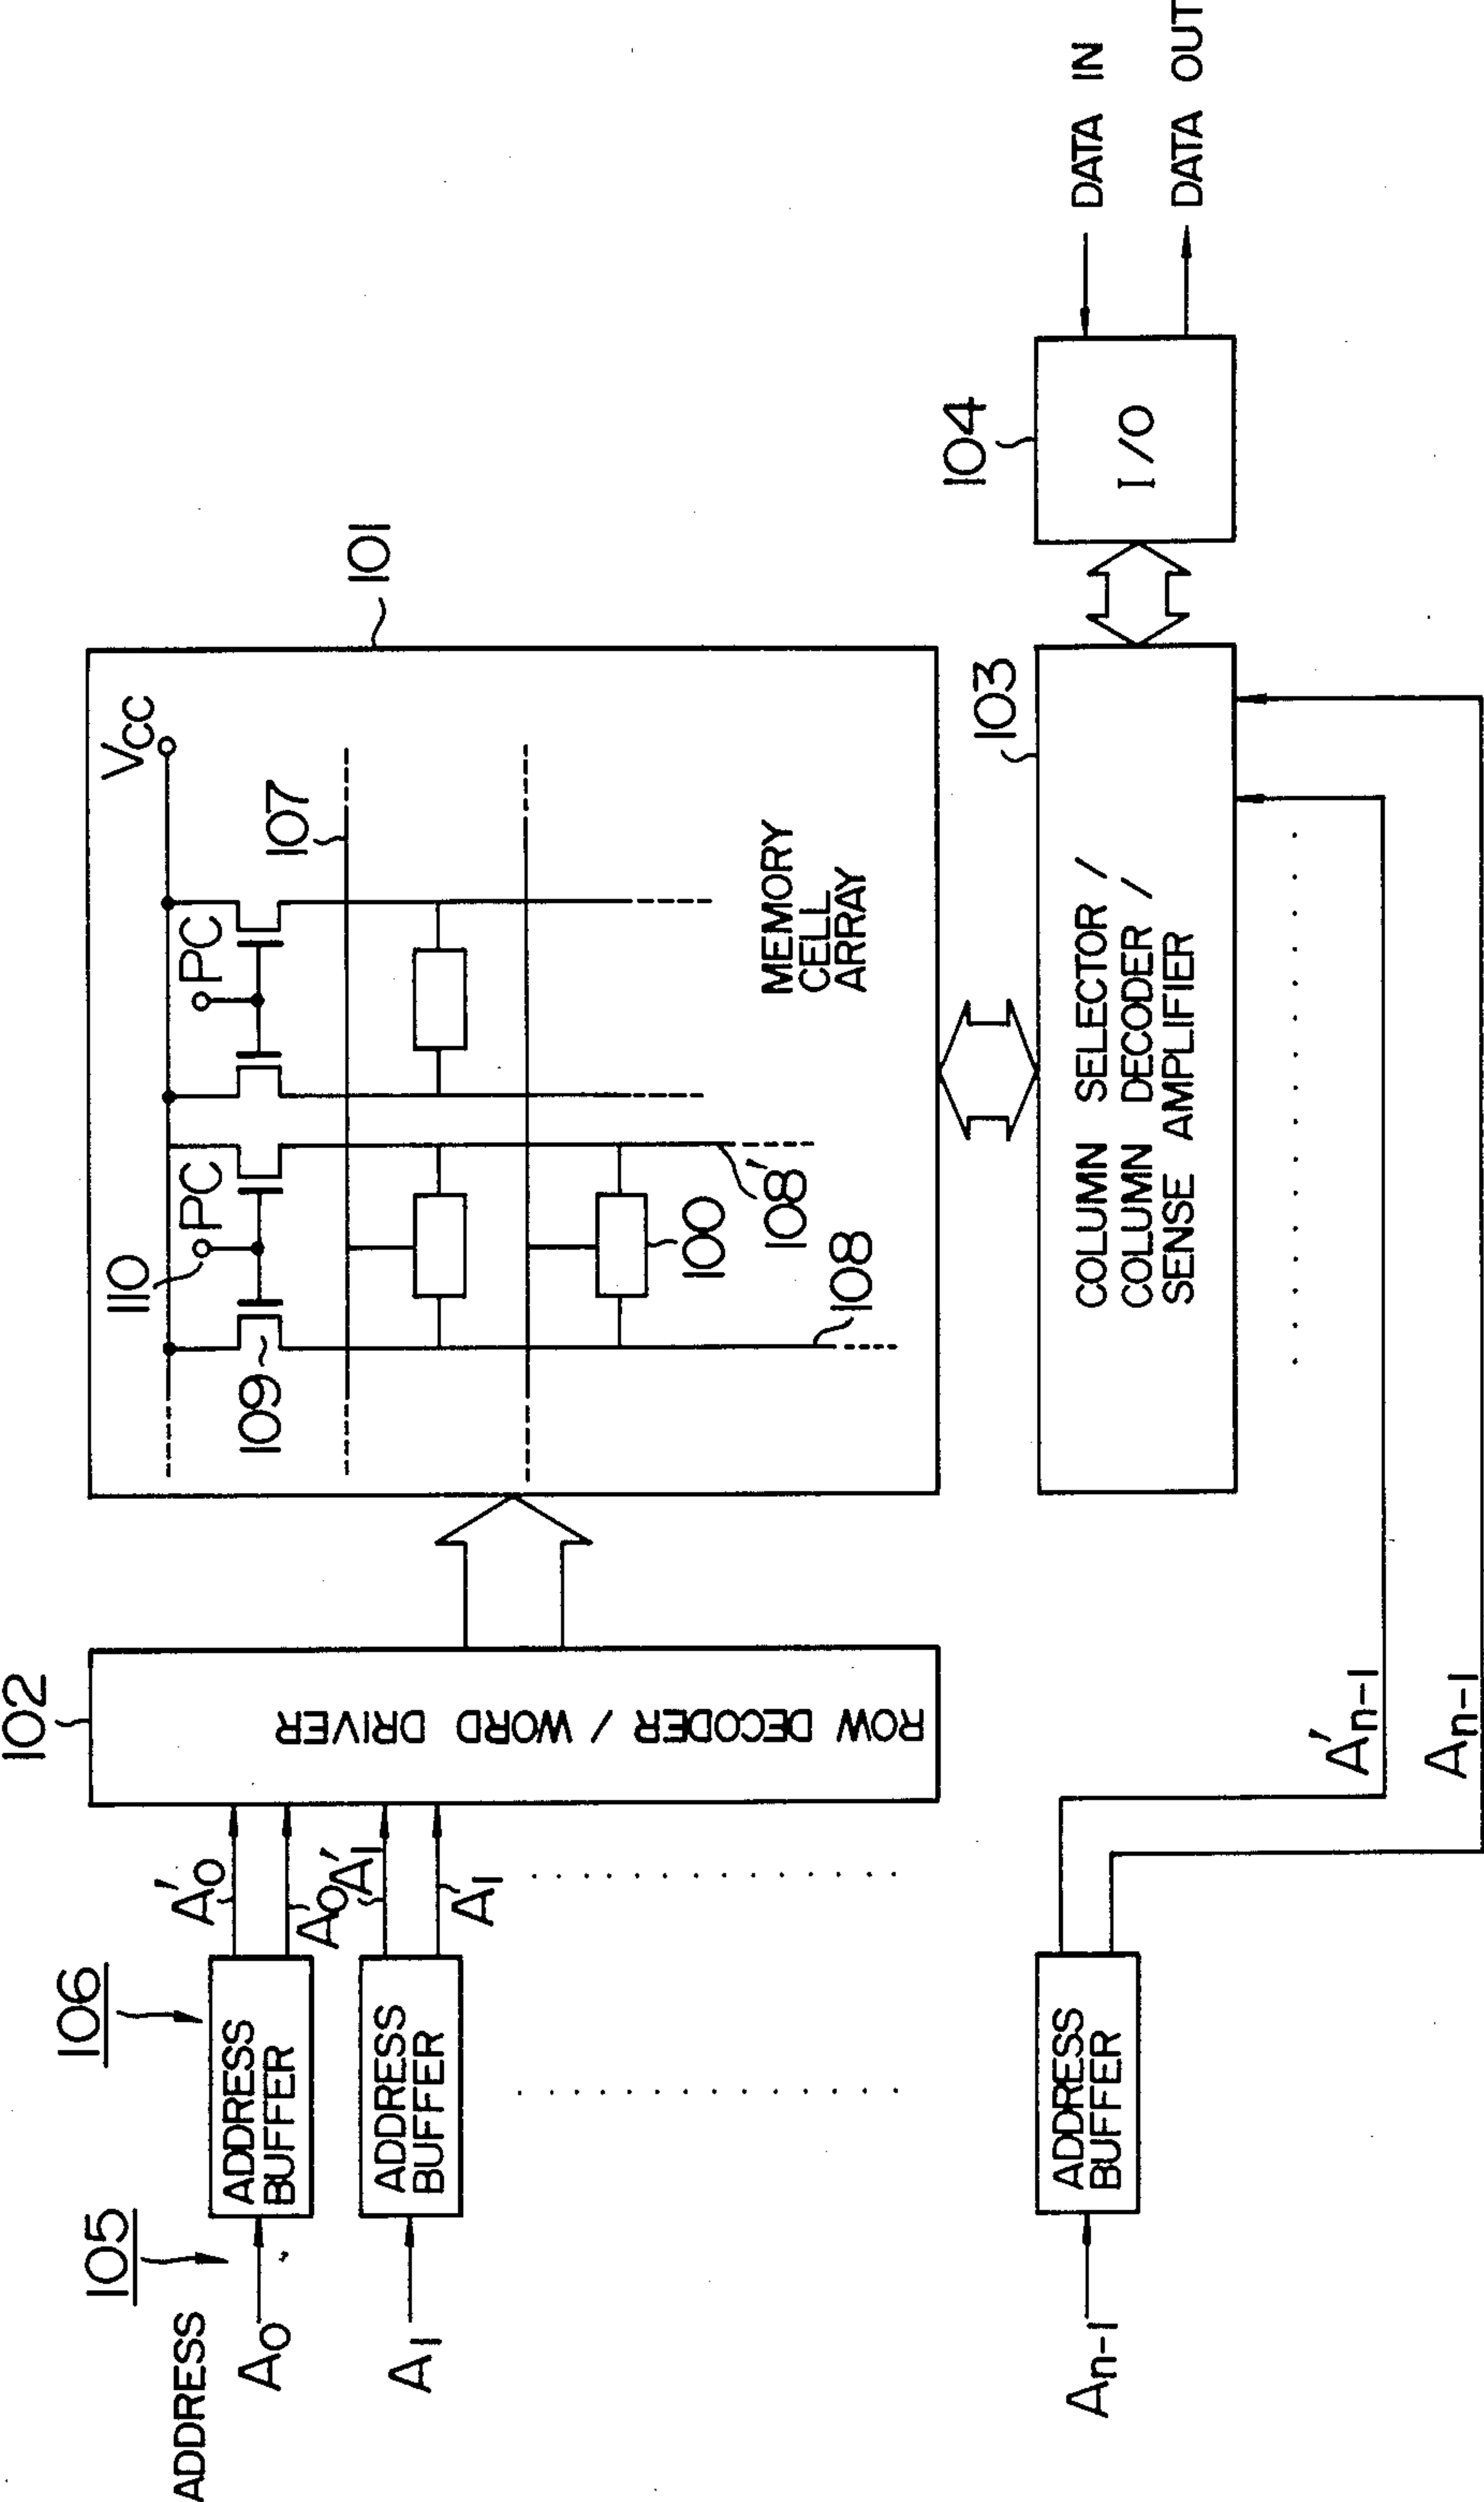 ADDRESS
105
106
102
A0
ADDRESS
BUFFER
A'0
A0
A1
ADDRESS
BUFFER
A'1
A1
An-1
ADDRESS
BUFFER
A'n-1
An-1
ROW DECODER / WORD DRIVER
110
PC
PC
Vcc
109
107
101
100
108'
108
MEMORY
CELL
ARRAY
103
COLUMN SELECTOR /
COLUMN DECODER /
SENSE AMPLIFIER
104
I/O
DATA IN
DATA OUT